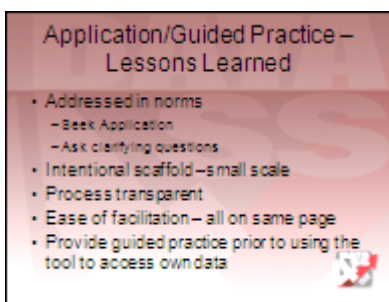 Application/Guided Practice –
Lessons Learned
• Addressed in norms
– Seek Application
– Ask clarifying questions
• Intentional scaffold – small scale
• Process transparent
• Ease of facilitation – all on same page
• Provide guided practice prior to using the
tool to access own data